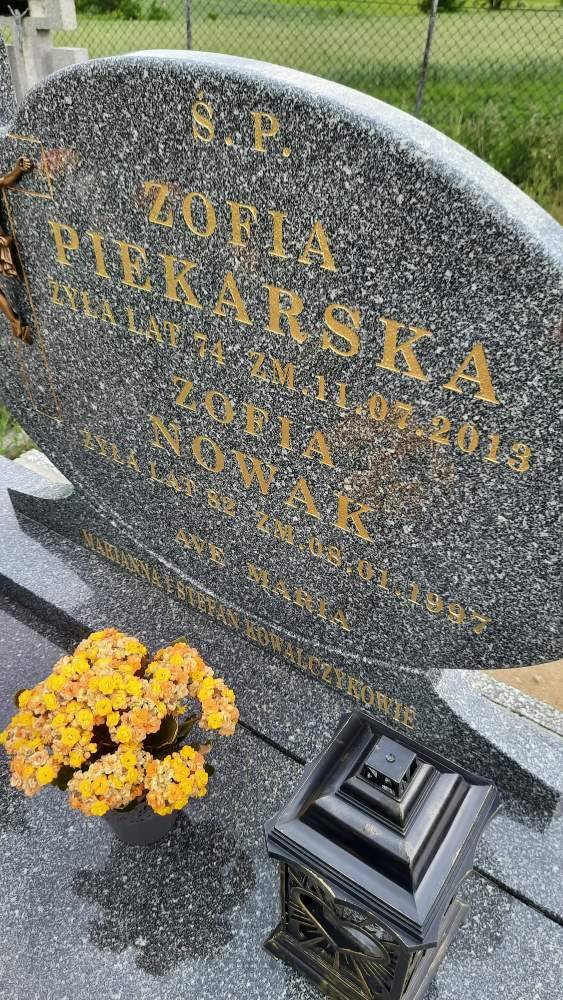 Ś.P.
ZOFIA
PIEKARSKA
ŻYŁA LAT 74 ZM.11.07.2013
ZOFIA
NOWAK
ŻYŁA LAT 82 ZM.08.01.1997
AVE MARIA
MARIANNA I STEFAN KOWALCZYKOWIE